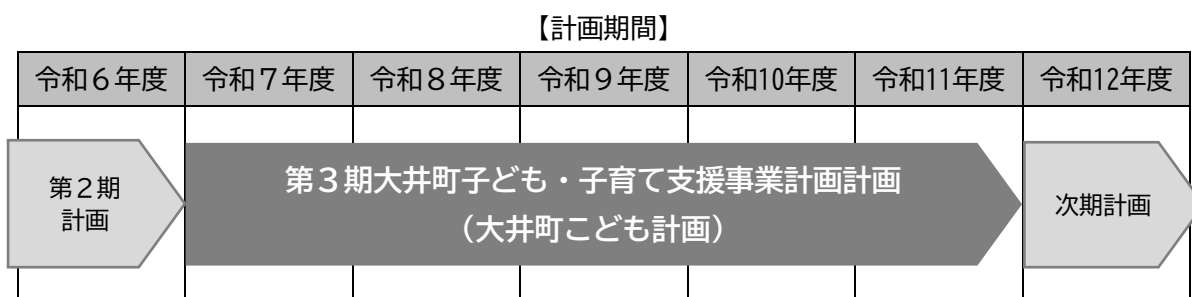 【計画期間】
令和６年度 令和７年度 令和８年度 令和９年度 令和10年度 令和11年度 令和12年度
第２期
計画
第３期大井町子ども・子育て支援事業計画計画
（大井町こども計画）
次期計画